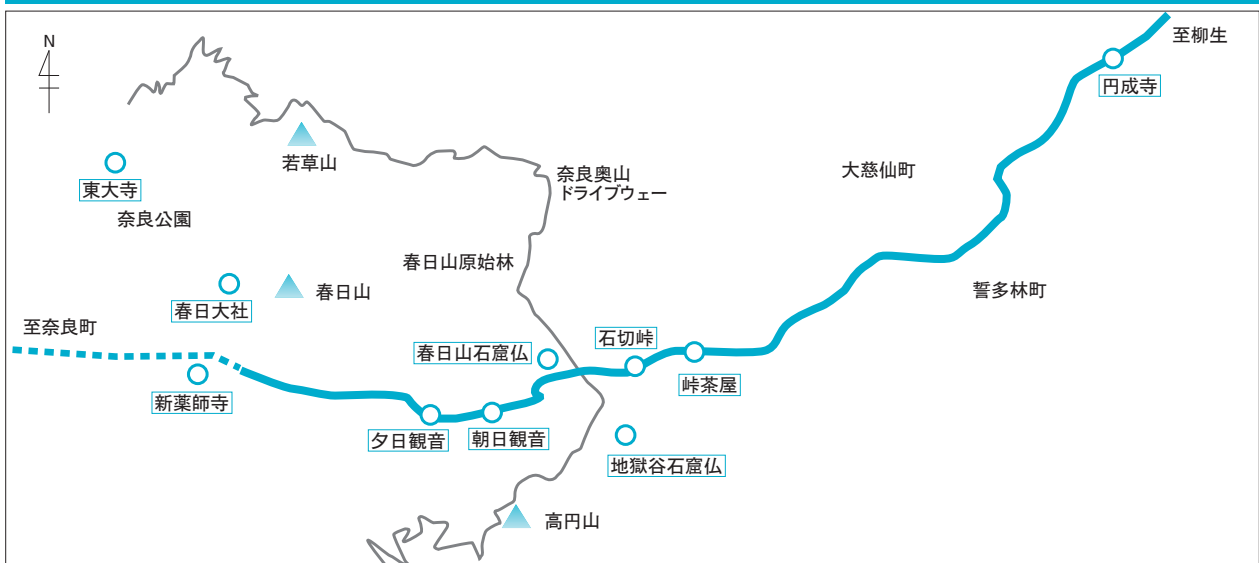 N
至柳生
円成寺
若草山
東大寺
奈良公園
奈良奥山
ドライブウェー
大慈仙町
春日山原始林
春日山
春日大社
誓多林町
至奈良町
石切峠
春日山石窟仏
峠茶屋
新薬師寺
夕日観音
朝日観音
地獄谷石窟仏
高円山